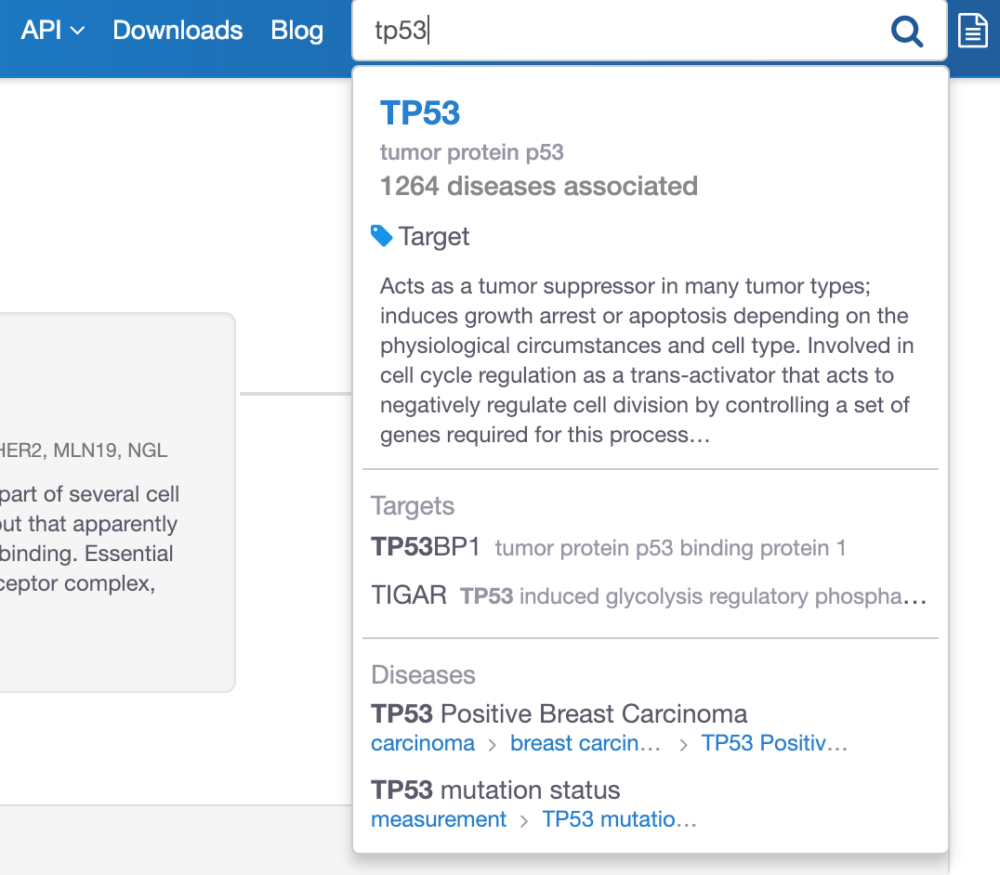 API Downloads Blog tp53
TP53
tumor protein p53
1264 diseases associated
Target
Acts as a tumor suppressor in many tumor types;
induces growth arrest or apoptosis depending on the
physiological circumstances and cell type. Involved in
cell cycle regulation as a trans-activator that acts to
negatively regulate cell division by controlling a set of
genes required for this process…
HER2, MLN19, NGL
part of several cell
out that apparently
binding. Essential
ceptor complex,
Targets
TP53BP1 tumor protein p53 binding protein 1
TIGAR TP53 induced glycolysis regulatory phospha…
Diseases
TP53 Positive Breast Carcinoma
carcinoma > breast carcin… > TP53 Positiv…
TP53 mutation status
measurement > TP53 mutatio…